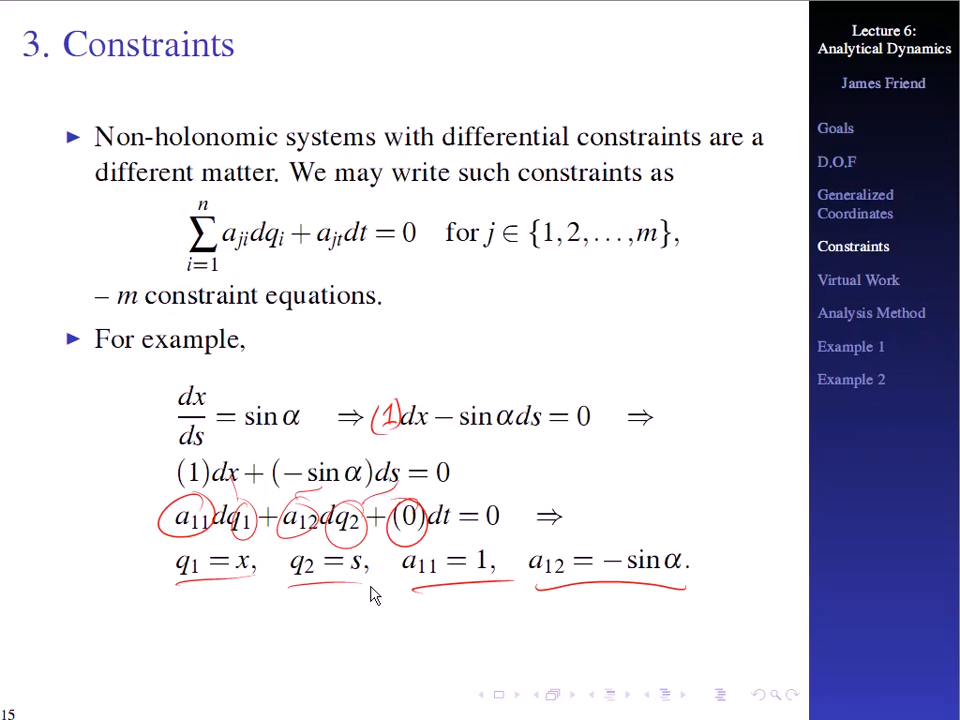 3. Constraints
Non-holonomic systems with differential constraints are a
different matter. We may write such constraints as
∑_{i=1}^{n} a_{ji}dq_i + a_{jt}dt = 0 for j ∈ {1,2,...,m},
– m constraint equations.
For example,
dx/ds = sin α ⇒ (1)dx − sin α ds = 0 ⇒
(1)dx + (− sin α)ds = 0
a_{11}dq_1 + a_{12}dq_2 + (0)dt = 0 ⇒
q_1 = x, q_2 = s, a_{11} = 1, a_{12} = − sin α.
15
Lecture 6:
Analytical Dynamics
James Friend
Goals
D.O.F
Generalized
Coordinates
Constraints
Virtual Work
Analysis Method
Example 1
Example 2